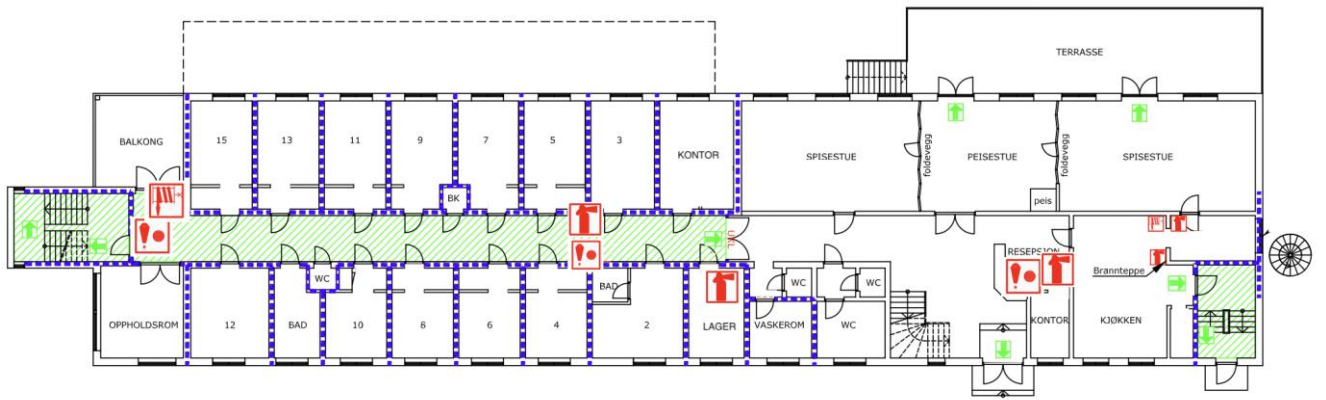 TERRASSE
BALKONG
15
13
11
9
7
5
3
KONTOR
SPISESTUE
foldevegg
PEISESTUE
foldevegg
SPISESTUE
BK
peis
UKL
RESEPSJON
Brannteppe
WC
BAD
WC
WC
OPPHOLDSROM
12
BAD
10
8
6
4
2
LAGER
VASKEROM
WC
KONTOR
KJØKKEN